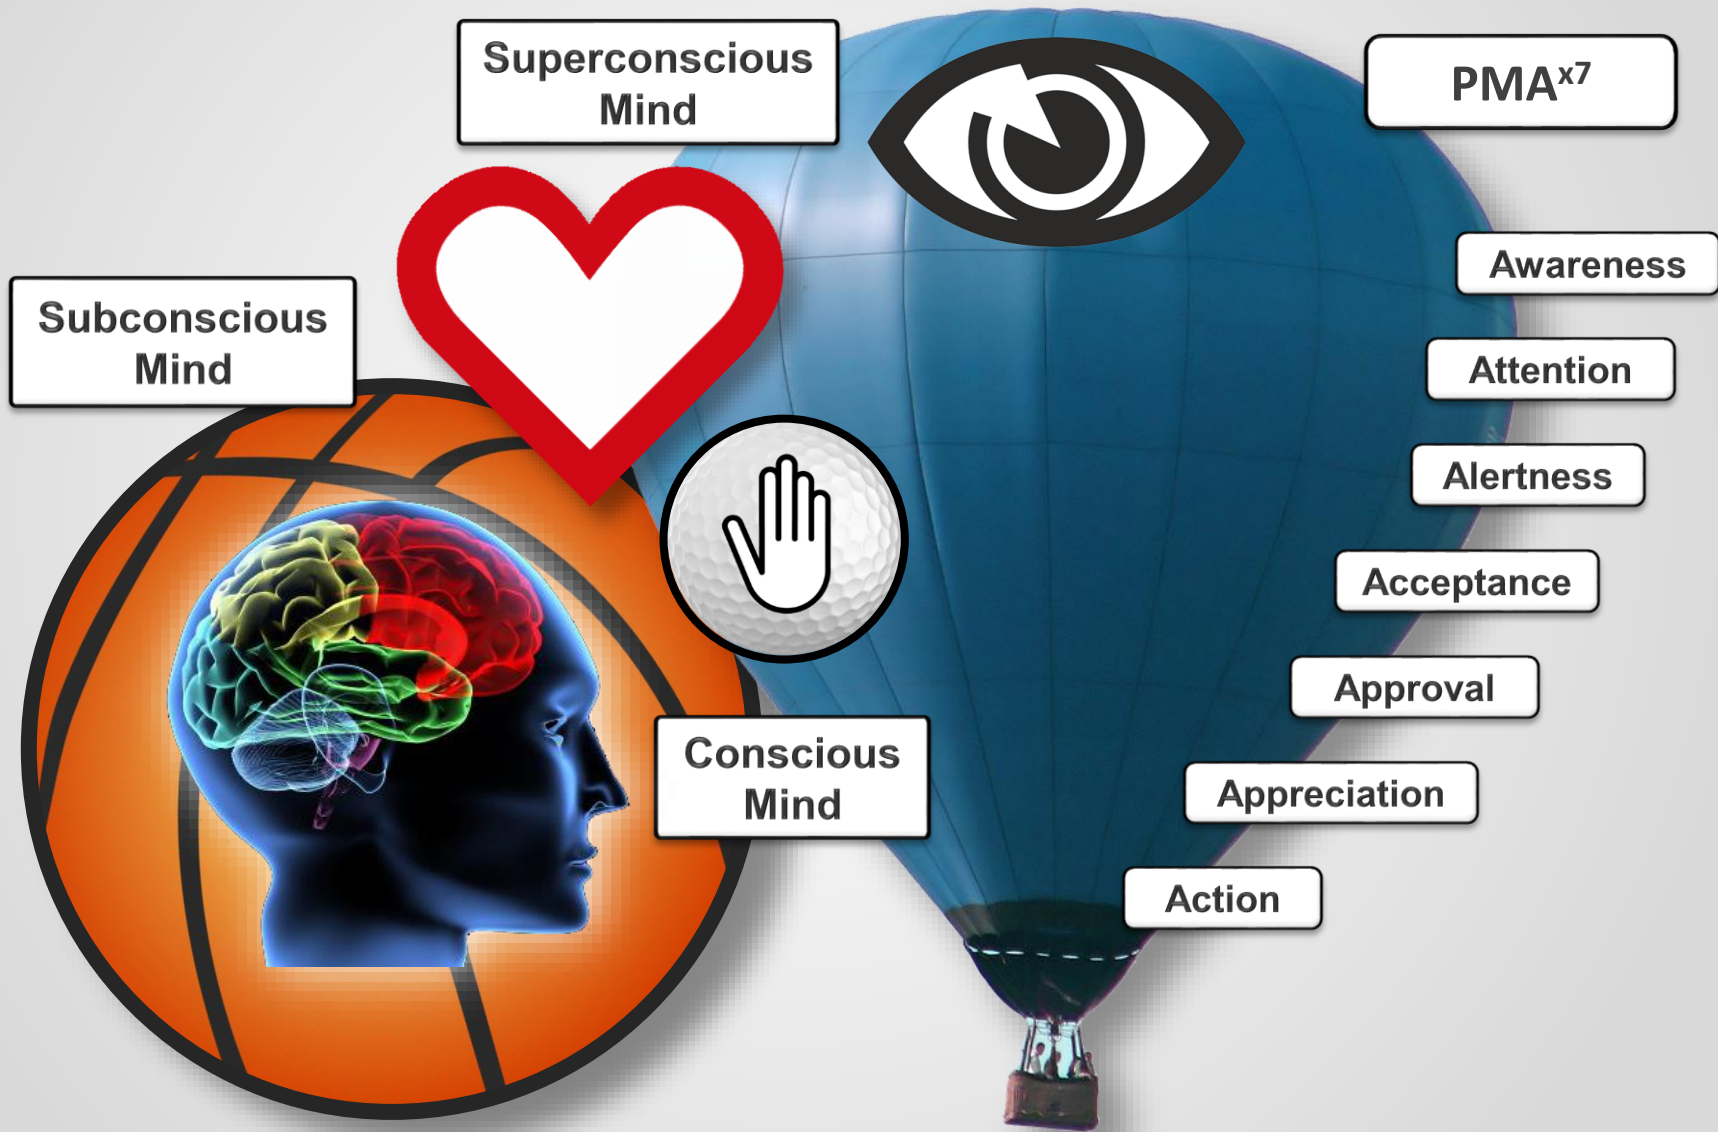 Superconscious
Mind
PMAˣ⁷
Awareness
Subconscious
Mind
Attention
Alertness
Acceptance
Approval
Conscious
Mind
Appreciation
Action